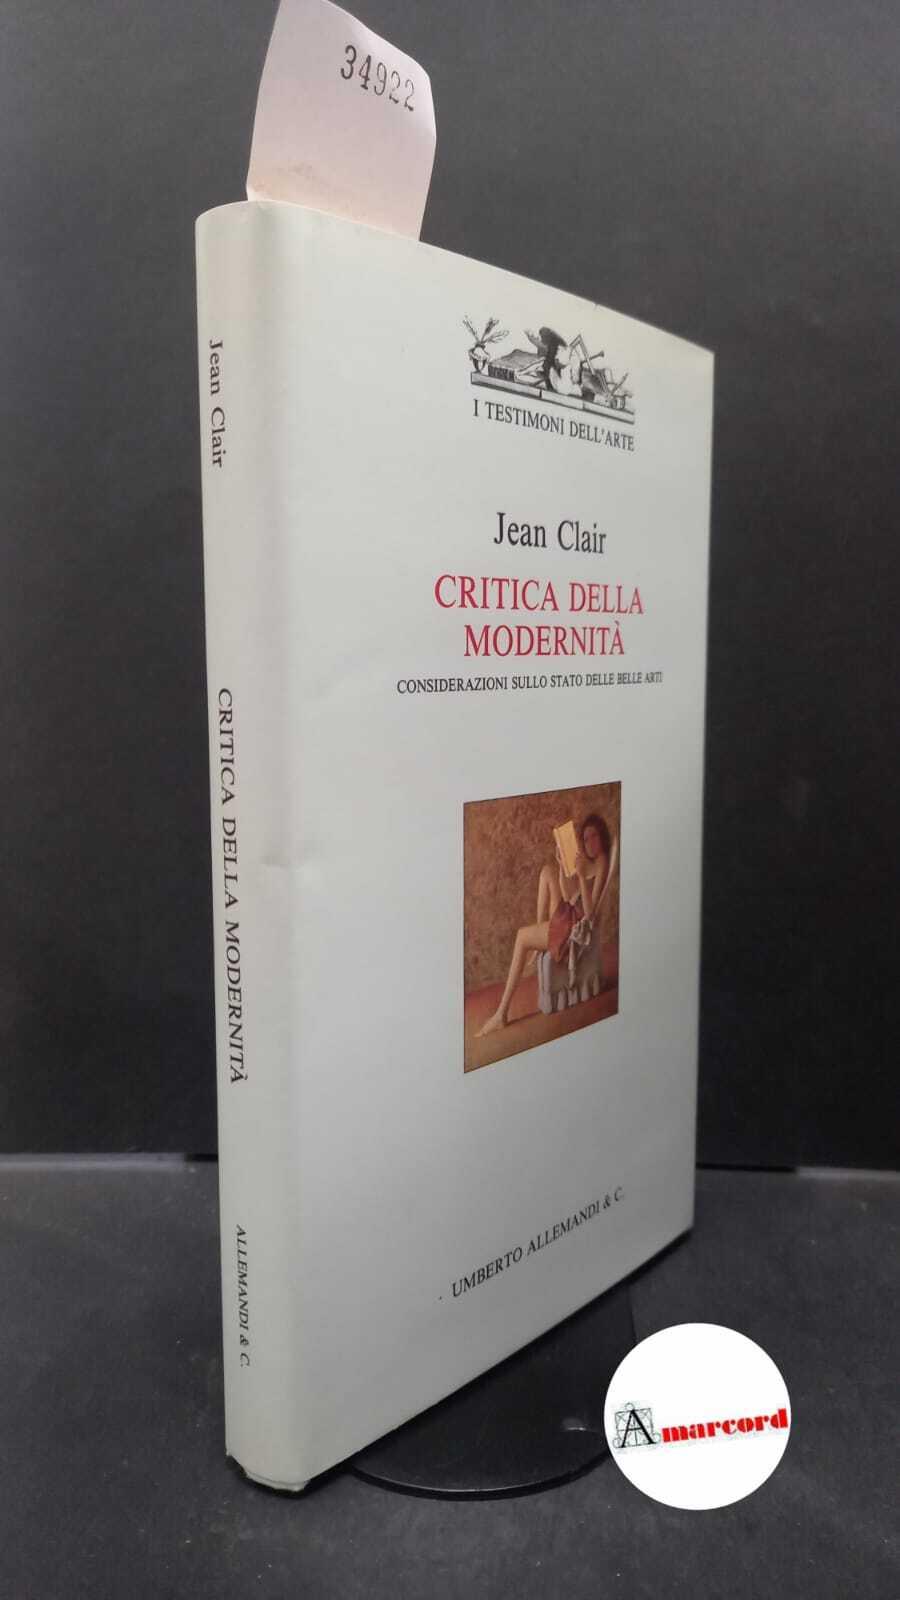 34922
I TESTIMONI DELL'ARTE
Jean Clair
CRITICA DELLA
MODERNITÀ
CONSIDERAZIONI SULLO STATO DELLE BELLE ARTI
UMBERTO ALLEMANDI & C.
Jean Clair
CRITICA DELLA MODERNITÀ
ALLEMANDI & C.
Amarcord